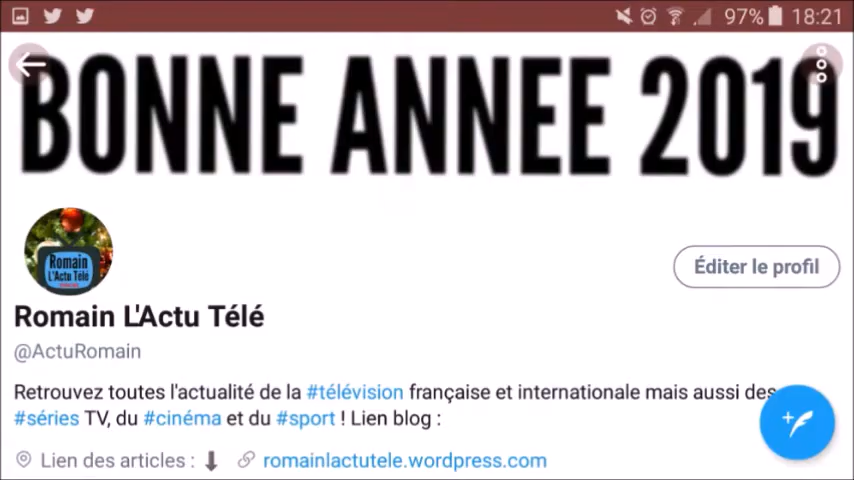 97% 18:21
BONNE ANNEE 2019
Romain
L'Actu Télé
Éditer le profil
Romain L'Actu Télé
@ActuRomain
Retrouvez toutes l'actualité de la #télévision française et internationale mais aussi des
#séries TV, du #cinéma et du #sport ! Lien blog :
Lien des articles : romainlactutele.wordpress.com